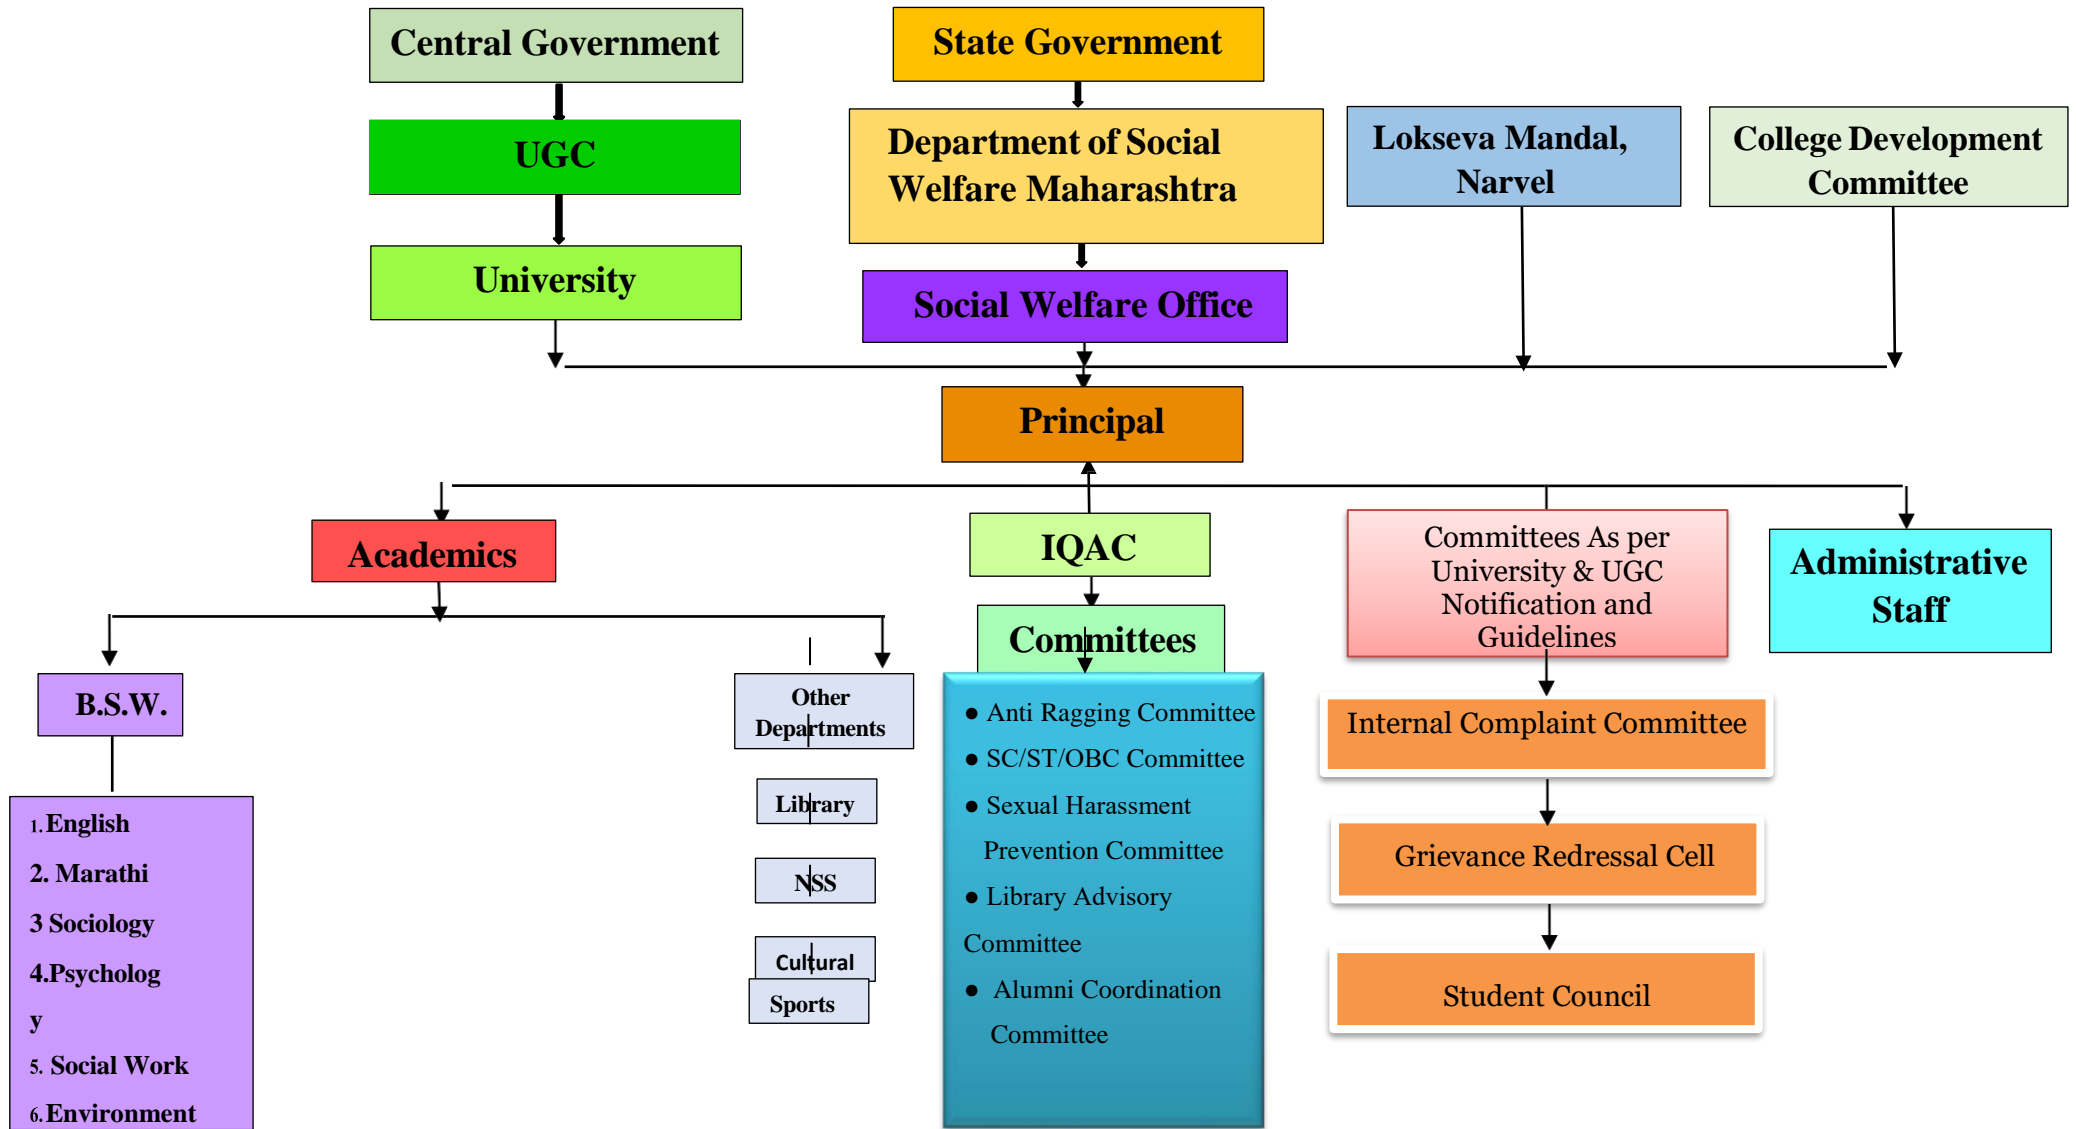 Central Government
State Government
UGC
Department of Social
Welfare Maharashtra
Lokseva Mandal,
Narvel
College Development
Committee
University
Social Welfare Office
Principal
Academics
IQAC
Committees As per
University & UGC
Notification and
Guidelines
Administrative
Staff
Committees
B.S.W.
Other
Departments
Library
NSS
Cultural
Sports
1.English
2. Marathi
3 Sociology
4.Psycholog
y
5. Social Work
6.Environment
● Anti Ragging Committee
● SC/ST/OBC Committee
● Sexual Harassment
Prevention Committee
● Library Advisory
Committee
● Alumni Coordination
Committee
Internal Complaint Committee
Grievance Redressal Cell
Student Council